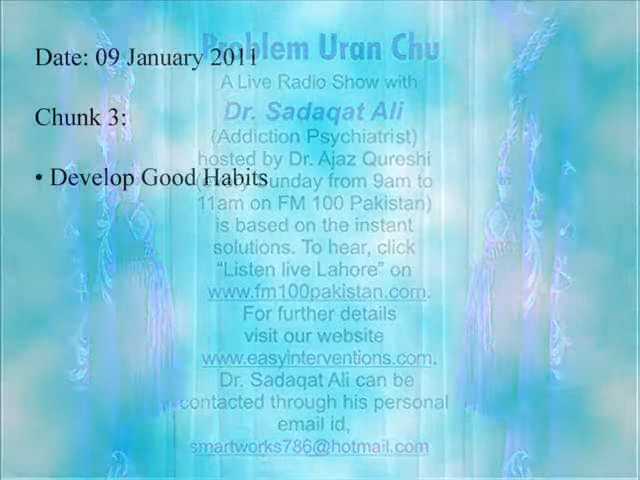 Date: 09 January 2011
Chunk 3:
• Develop Good Habits
Problem Uran Chu
A Live Radio Show with
Dr. Sadaqat Ali
(Addiction Psychiatrist)
hosted by Dr. Ajaz Qureshi
(every Sunday from 9am to
11am on FM 100 Pakistan)
is based on the instant
solutions. To hear, click
“Listen live Lahore” on
www.fm100pakistan.com.
For further details
visit our website
www.easyinterventions.com.
Dr. Sadaqat Ali can be
contacted through his personal
email id,
smartworks786@hotmail.com